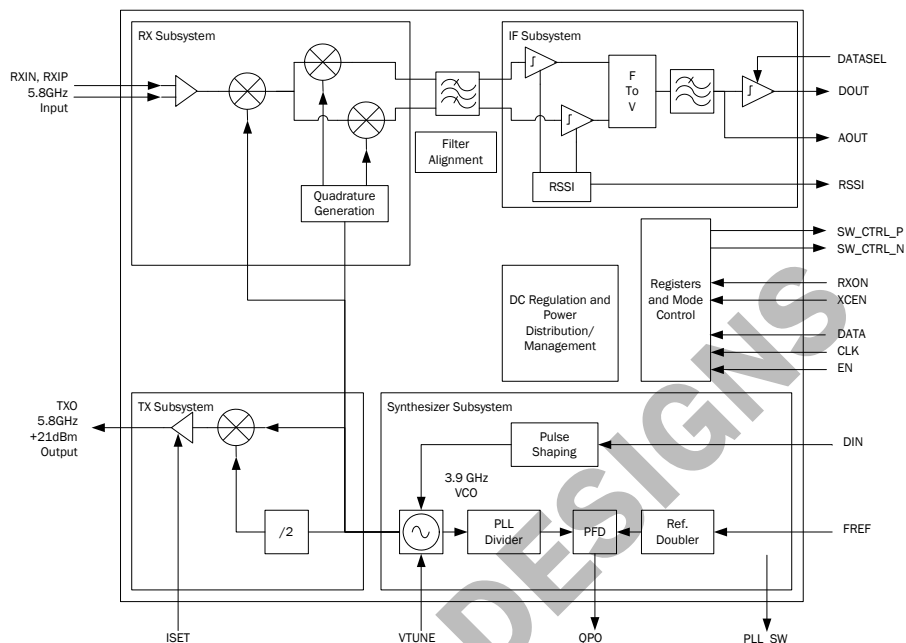 RX Subsystem
IF Subsystem
RXIN, RXIP
5.8GHz
Input
F
To
V
DATASEL
DOUT
AOUT
Filter
Alignment
RSSI
RSSI
Quadrature
Generation
SW_CTRL_P
SW_CTRL_N
Registers
and Mode
Control
RXON
XCEN
DATA
CLK
EN
DC Regulation and
Power
Distribution/
Management
TXO
5.8GHz
+21dBm
Output
TX Subsystem
Synthesizer Subsystem
Pulse
Shaping
DIN
3.9 GHz
VCO
/2
PLL
Divider
PFD
Ref.
Doubler
FREF
ISET
VTUNE
QPO
PLL_SW
DESIGNS